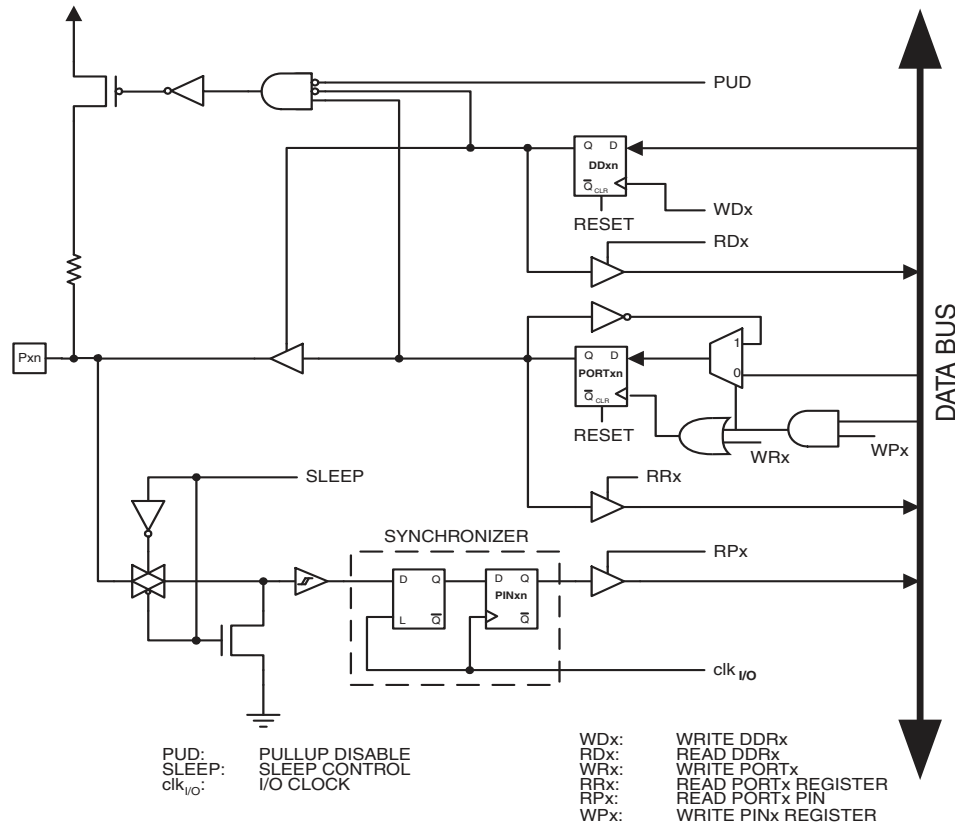 PUD
Q D
DDxn
Q CLR
WDx
RESET
RDx
1
Pxn
Q D
0
PORTxn
Q CLR
RESET
WRx
WPx
SLEEP
RRx
SYNCHRONIZER
RPx
D Q
D Q
PINxn
L Q
Q
clk I/O
DATA BUS
PUD: PULLUP DISABLE
SLEEP: SLEEP CONTROL
clkI/O: I/O CLOCK
WDx: WRITE DDRx
RDx: READ DDRx
WRx: WRITE PORTx
RRx: READ PORTx REGISTER
RPx: READ PORTx PIN
WPx: WRITE PINx REGISTER